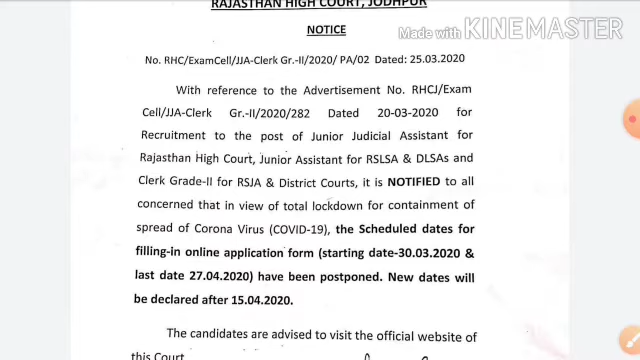 RAJASTHAN HIGH COURT, JODHPUR
Made with KINEMASTER
NOTICE
No. RHC/ExamCell/JJA-Clerk Gr.-II/2020/ PA/02 Dated: 25.03.2020
With reference to the Advertisement No. RHCJ/Exam
Cell/JJA-Clerk Gr.-II/2020/282 Dated 20-03-2020 for
Recruitment to the post of Junior Judicial Assistant for
Rajasthan High Court, Junior Assistant for RSLSA & DLSAs and
Clerk Grade-II for RSJA & District Courts, it is NOTIFIED to all
concerned that in view of total lockdown for containment of
spread of Corona Virus (COVID-19), the Scheduled dates for
filling-in online application form (starting date-30.03.2020 &
last date 27.04.2020) have been postponed. New dates will
be declared after 15.04.2020.
The candidates are advised to visit the official website of
this Court